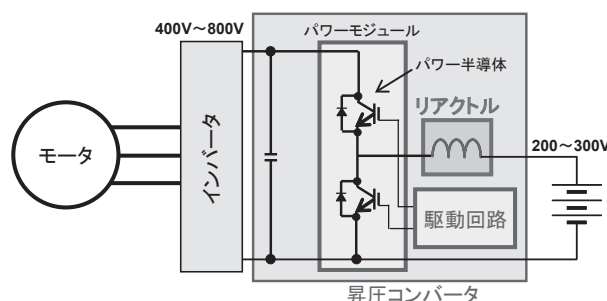 400V～800V
パワーモジュール
パワー半導体
リアクトル
200～300V
モータ
インバータ
駆動回路
昇圧コンバータ